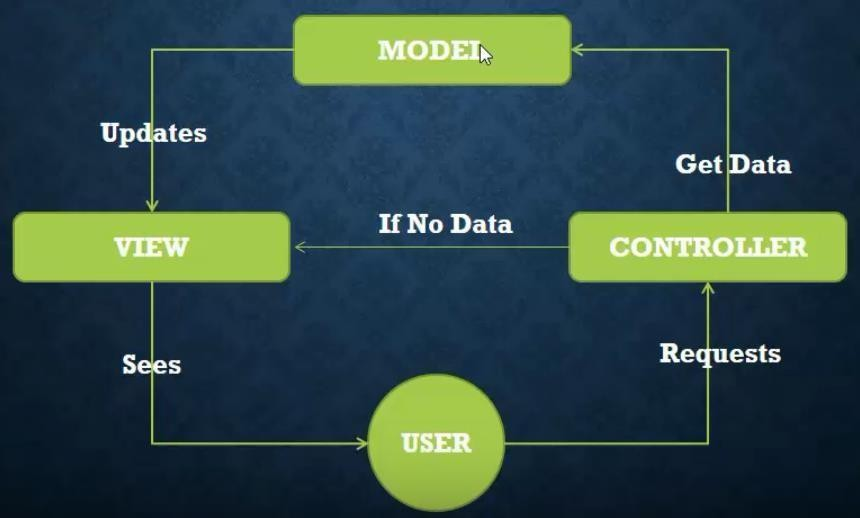 MODEL
Updates
Get Data
If No Data
VIEW
CONTROLLER
Sees
Requests
USER